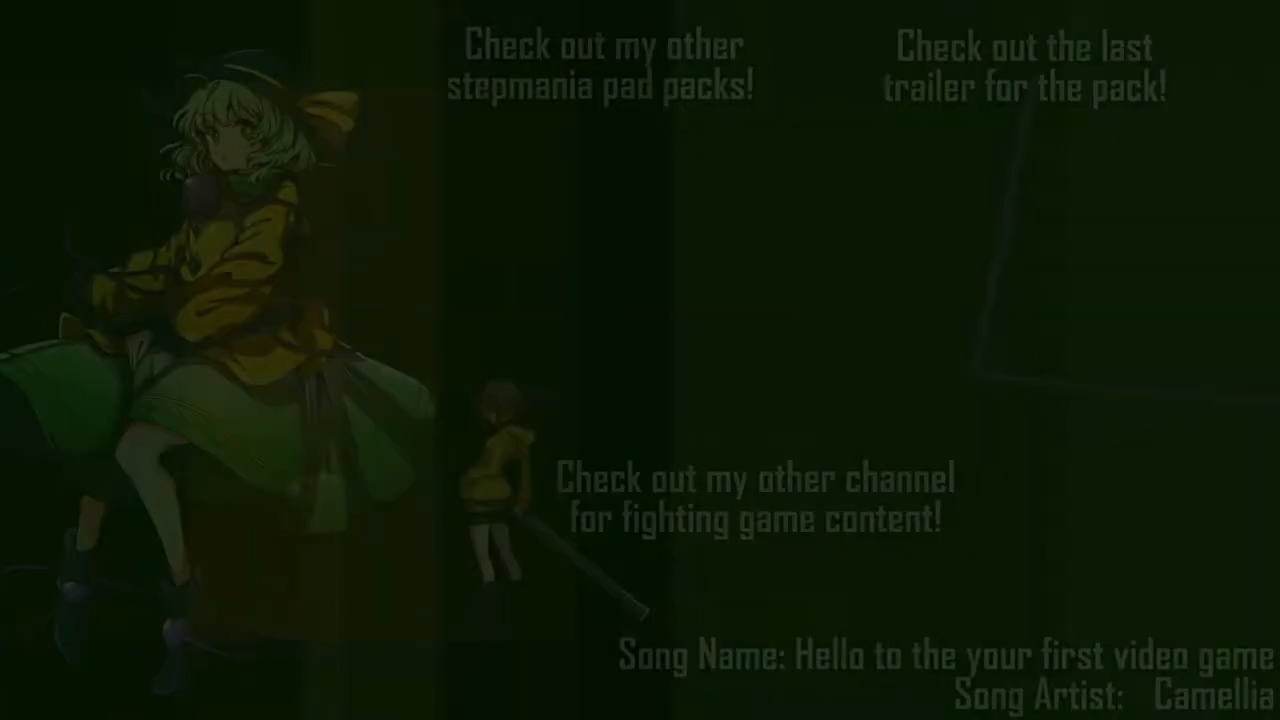 Check out my other
stepmania pad packs!
Check out the last
trailer for the pack!
Check out my other channel
for fighting game content!
Song Name: Hello to the your first video game
Song Artist: Camellia